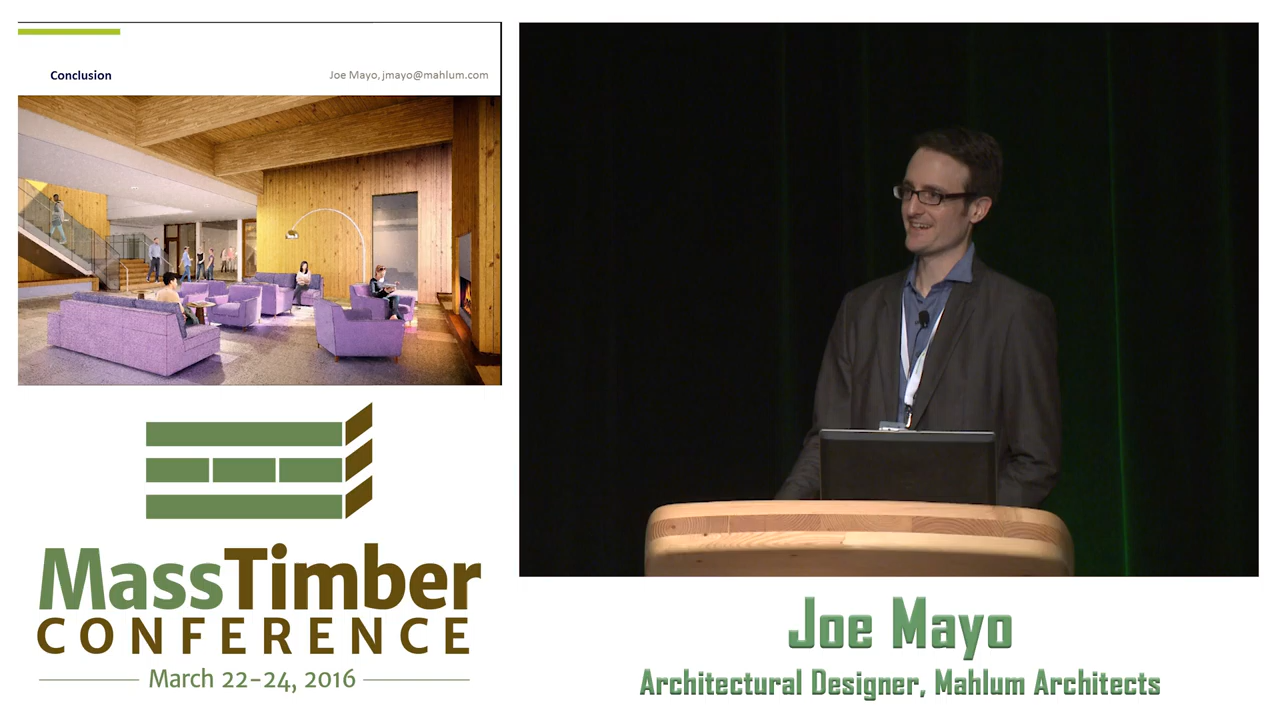 Conclusion
Joe Mayo, jmayo@mahlum.com
MassTimber
CONFERENCE
March 22-24, 2016
Joe Mayo
Architectural Designer, Mahlum Architects